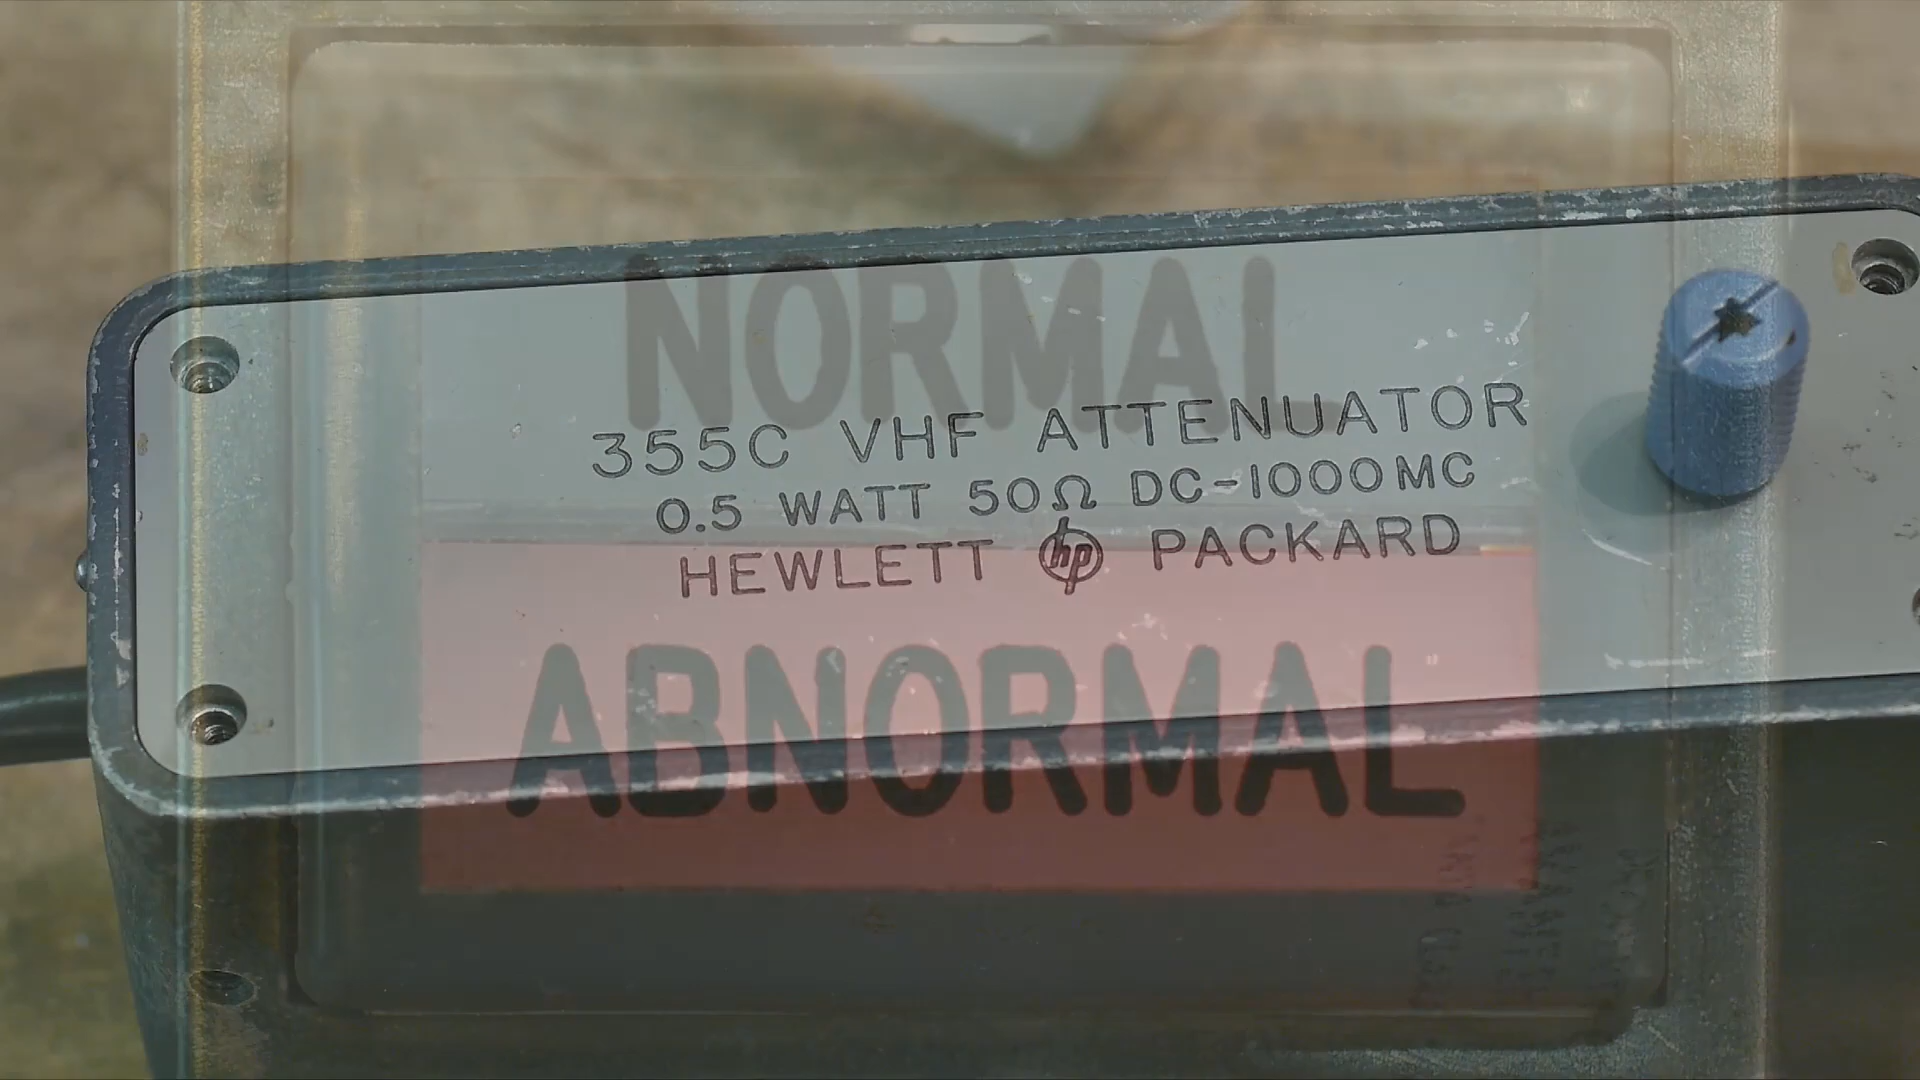 NORMAL
355C VHF ATTENUATOR
0.5 WATT 50Ω DC-1000MC
HEWLETT hp PACKARD
ABNORMAL